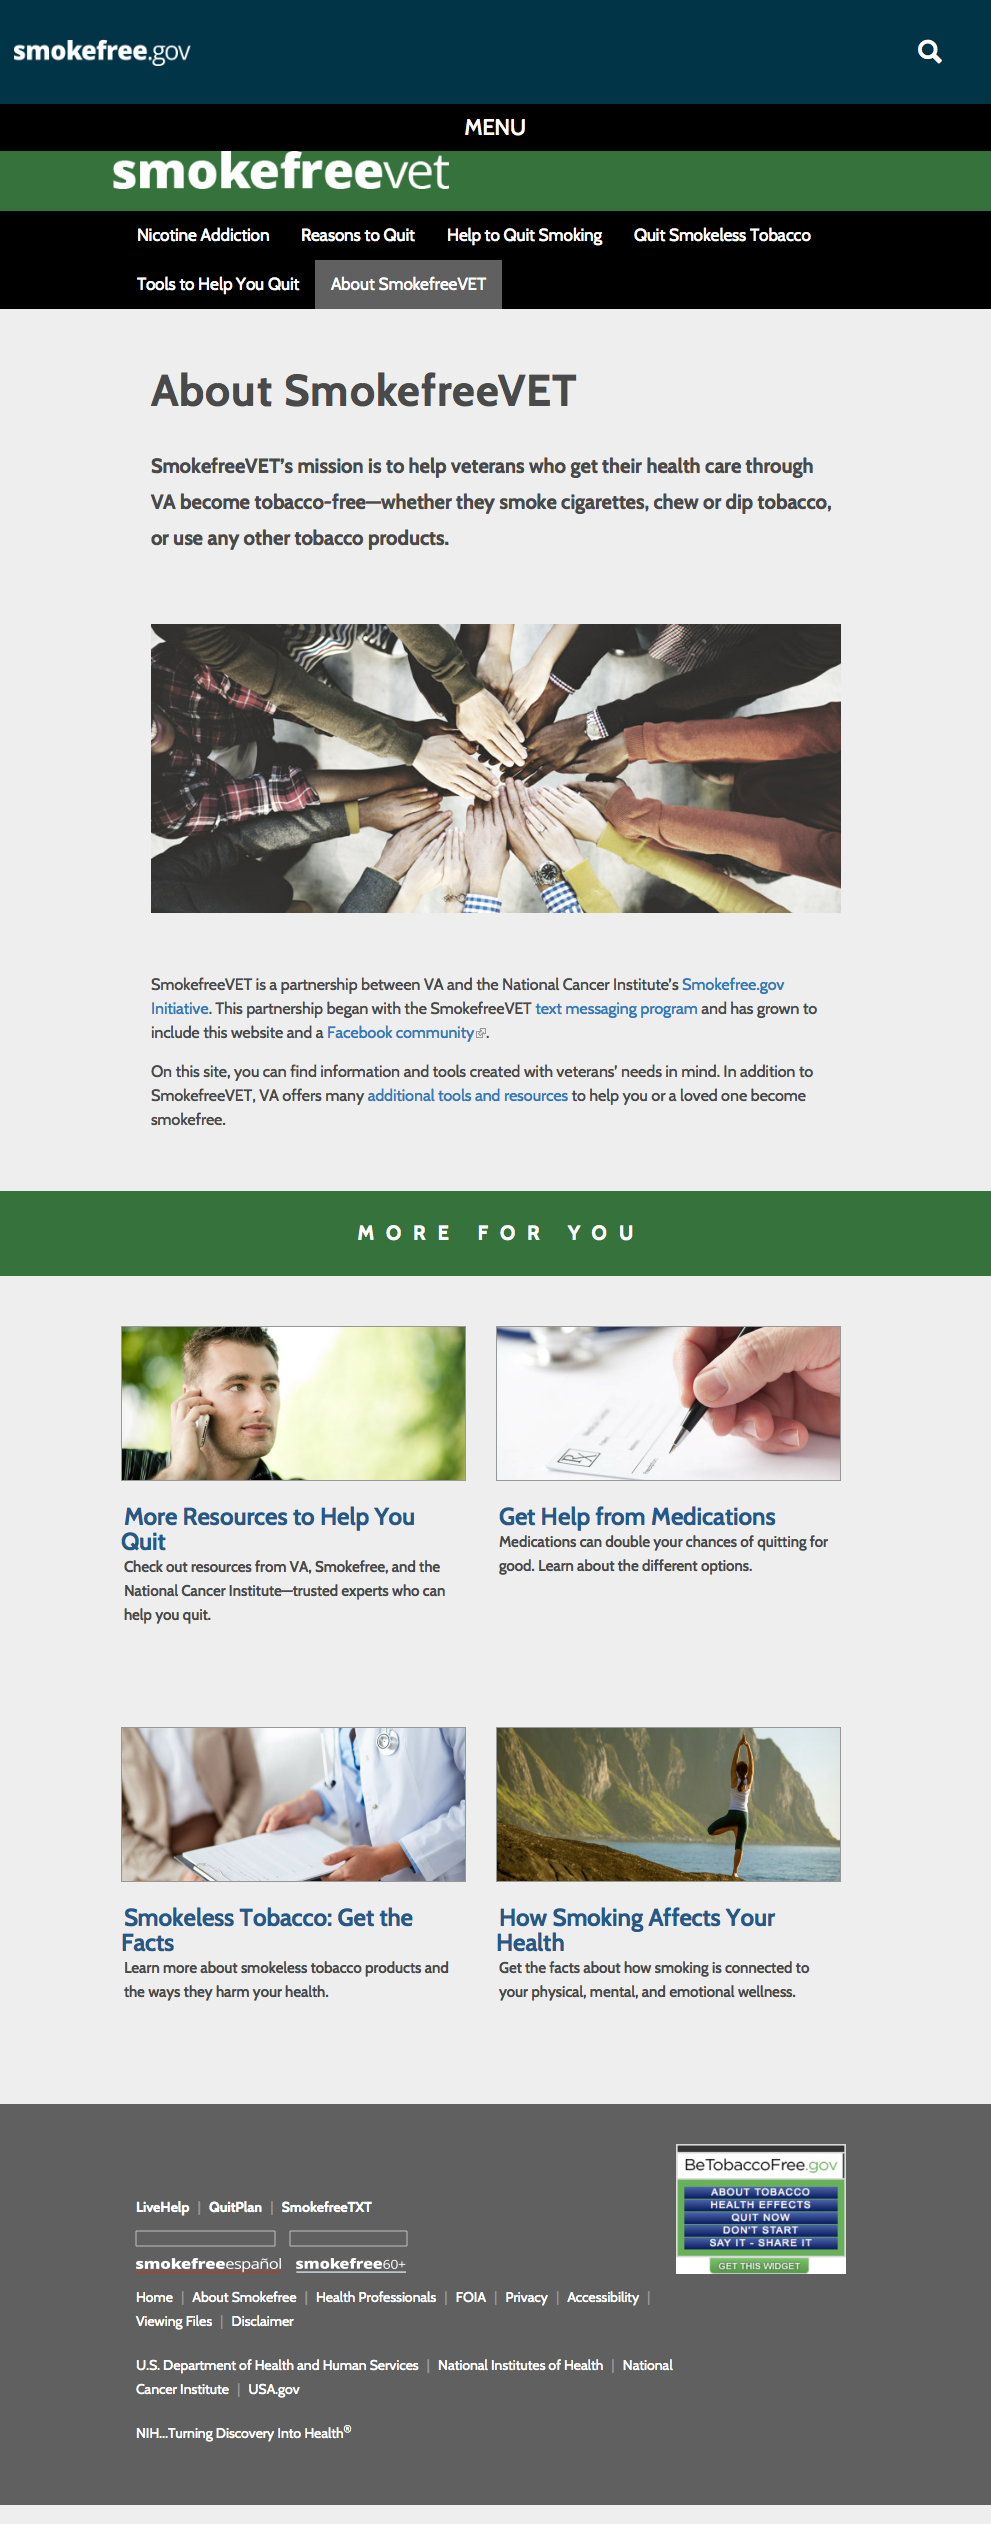 smokefree.gov
MENU
smokefreevet
Nicotine Addiction Reasons to Quit Help to Quit Smoking Quit Smokeless Tobacco
Tools to Help You Quit About SmokefreeVET
About SmokefreeVET
SmokefreeVET's mission is to help veterans who get their health care through
VA become tobacco-free—whether they smoke cigarettes, chew or dip tobacco,
or use any other tobacco products.
SmokefreeVET is a partnership between VA and the National Cancer Institute's Smokefree.gov
Initiative. This partnership began with the SmokefreeVET text messaging program and has grown to
include this website and a Facebook community.
On this site, you can find information and tools created with veterans' needs in mind. In addition to
SmokefreeVET, VA offers many additional tools and resources to help you or a loved one become
smokefree.
MORE FOR YOU
More Resources to Help You
Quit
Check out resources from VA, Smokefree, and the
National Cancer Institute—trusted experts who can
help you quit.
Rx
Get Help from Medications
Medications can double your chances of quitting for
good. Learn about the different options.
Smokeless Tobacco: Get the
Facts
Learn more about smokeless tobacco products and
the ways they harm your health.
How Smoking Affects Your
Health
Get the facts about how smoking is connected to
your physical, mental, and emotional wellness.
LiveHelp | QuitPlan | SmokefreeTXT
smokefreeespañol smokefree60+
Home | About Smokefree | Health Professionals | FOIA | Privacy | Accessibility |
Viewing Files | Disclaimer
U.S. Department of Health and Human Services | National Institutes of Health | National
Cancer Institute | USA.gov
NIH...Turning Discovery Into Health®
BeTobaccoFree.gov
ABOUT TOBACCO
HEALTH EFFECTS
QUIT NOW
DON'T START
SAY IT - SHARE IT
GET THIS WIDGET